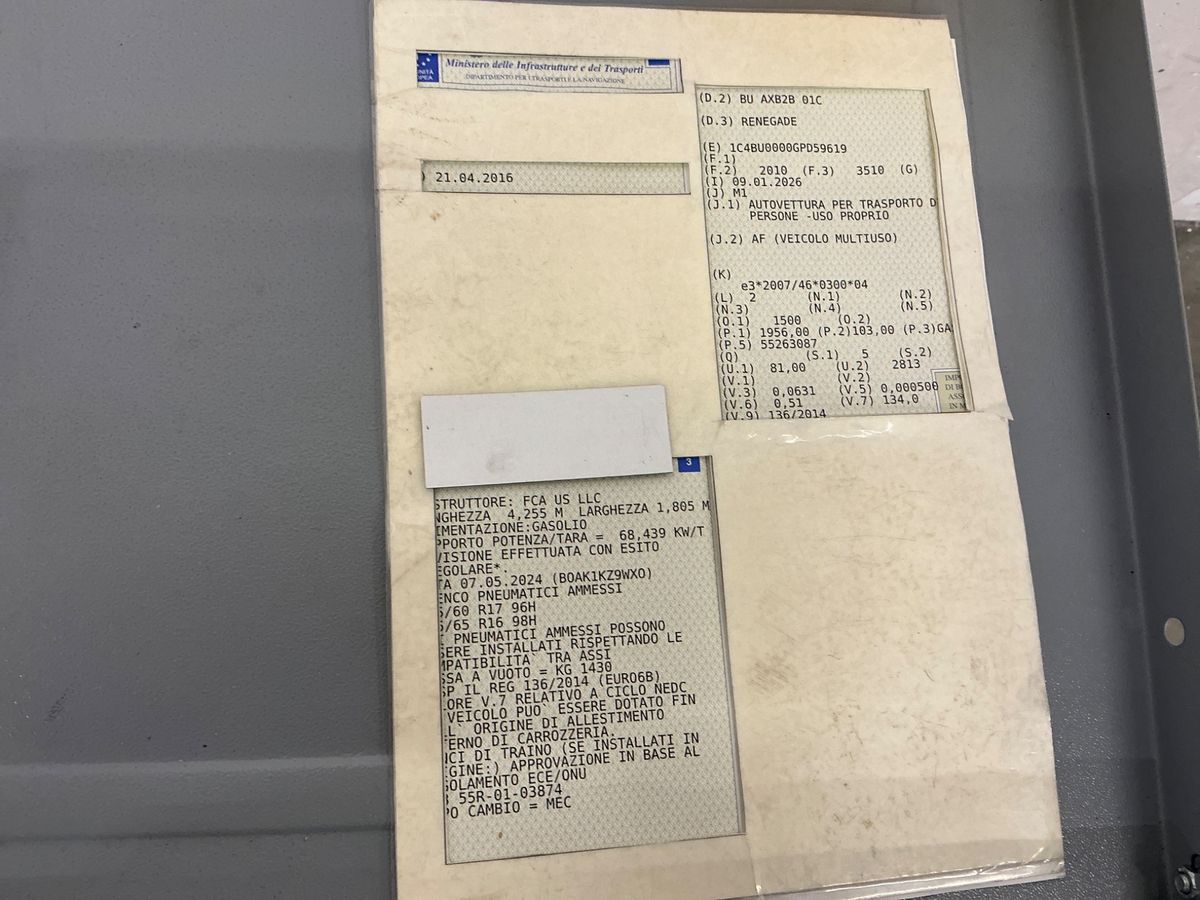 Ministero delle Infrastrutture e dei Trasporti
DIPARTIMENTO PER I TRASPORTI E LA NAVIGAZIONE
) 21.04.2016
(D.2) BU AXB2B 01C
(D.3) RENEGADE
(E) 1C4BU0000GPD59619
(F.1)
(F.2) 2010 (F.3) 3510 (G)
(I) 09.01.2026
(J) M1
(J.1) AUTOVETTURA PER TRASPORTO D
PERSONE -USO PROPRIO
(J.2) AF (VEICOLO MULTIUSO)
(K)
e3*2007/46*0300*04
(L) 2 (N.1) (N.2)
(N.3) (N.4) (N.5)
(O.1) 1500 (O.2)
(P.1) 1956,00 (P.2)103,00 (P.3)GA
(P.5) 55263087
(Q) (S.1) 5 (S.2)
(U.1) 81,00 (U.2) 2813
(V.1) (V.2)
(V.3) 0,0631 (V.5) 0,000500
(V.6) 0,51 (V.7) 134,0
(V.9) 136/2014
IMP
DI B
ASS
IN M
3
STRUTTORE: FCA US LLC
NGHEZZA 4,255 M LARGHEZZA 1,805 M
IMENTAZIONE:GASOLIO
PPORTO POTENZA/TARA = 68,439 KW/T
VISIONE EFFETTUATA CON ESITO
EGOLARE*.
TA 07.05.2024 (BOAK1KZ9WXO)
ENCO PNEUMATICI AMMESSI
5/60 R17 96H
5/65 R16 98H
PNEUMATICI AMMESSI POSSONO
SERE INSTALLATI RISPETTANDO LE
MPATIBILITA` TRA ASSI
SSA A VUOTO = KG 1430
SP IL REG 136/2014 (EURO6B)
ORE V.7 RELATIVO A CICLO NEDC
VEICOLO PUO` ESSERE DOTATO FIN
L` ORIGINE DI ALLESTIMENTO
TERNO DI CARROZZERIA.
NCI DI TRAINO (SE INSTALLATI IN
GINE:) APPROVAZIONE IN BASE AL
GOLAMENTO ECE/ONU
55R-01-03874
PO CAMBIO = MEC